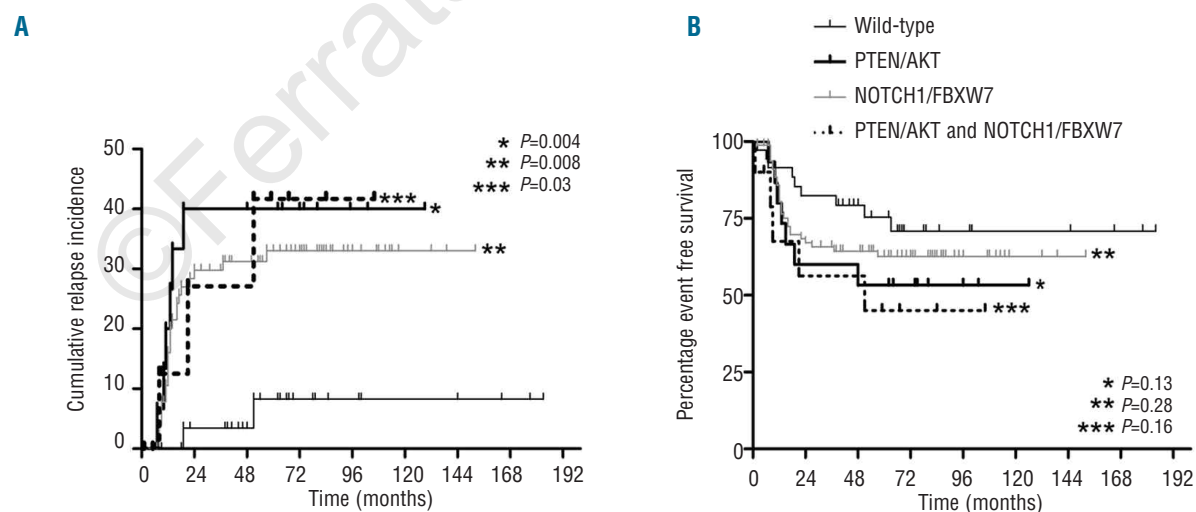 A
©Ferrat
50
40
30
20
10
0
Cumulative relapse incidence
* P=0.004
** P=0.008
*** P=0.03
***
*
**
0 24 48 72 96 120 144 168 192
Time (months)
B
Wild-type
PTEN/AKT
NOTCH1/FBXW7
PTEN/AKT and NOTCH1/FBXW7
100
75
50
25
0
Percentage event free survival
**
*
***
* P=0.13
** P=0.28
*** P=0.16
0 24 48 72 96 120 144 168 192
Time (months)